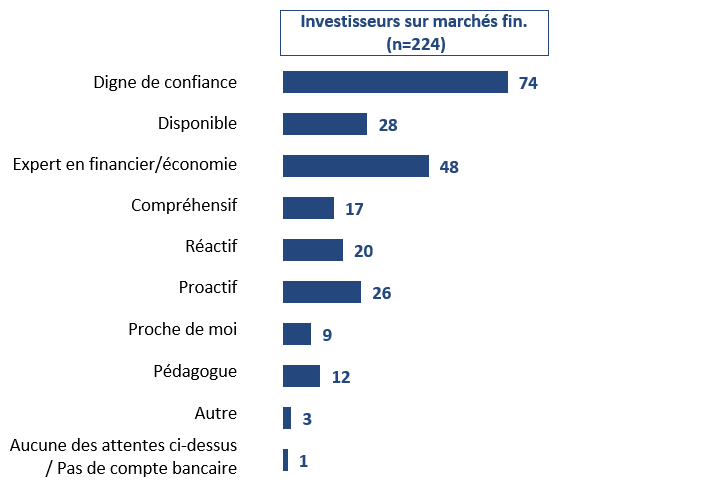 Investisseurs sur marchés fin.
(n=224)
Digne de confiance 74
Disponible 28
Expert en financier/économie 48
Compréhensif 17
Réactif 20
Proactif 26
Proche de moi 9
Pédagogue 12
Autre 3
Aucune des attentes ci-dessus
/ Pas de compte bancaire 1